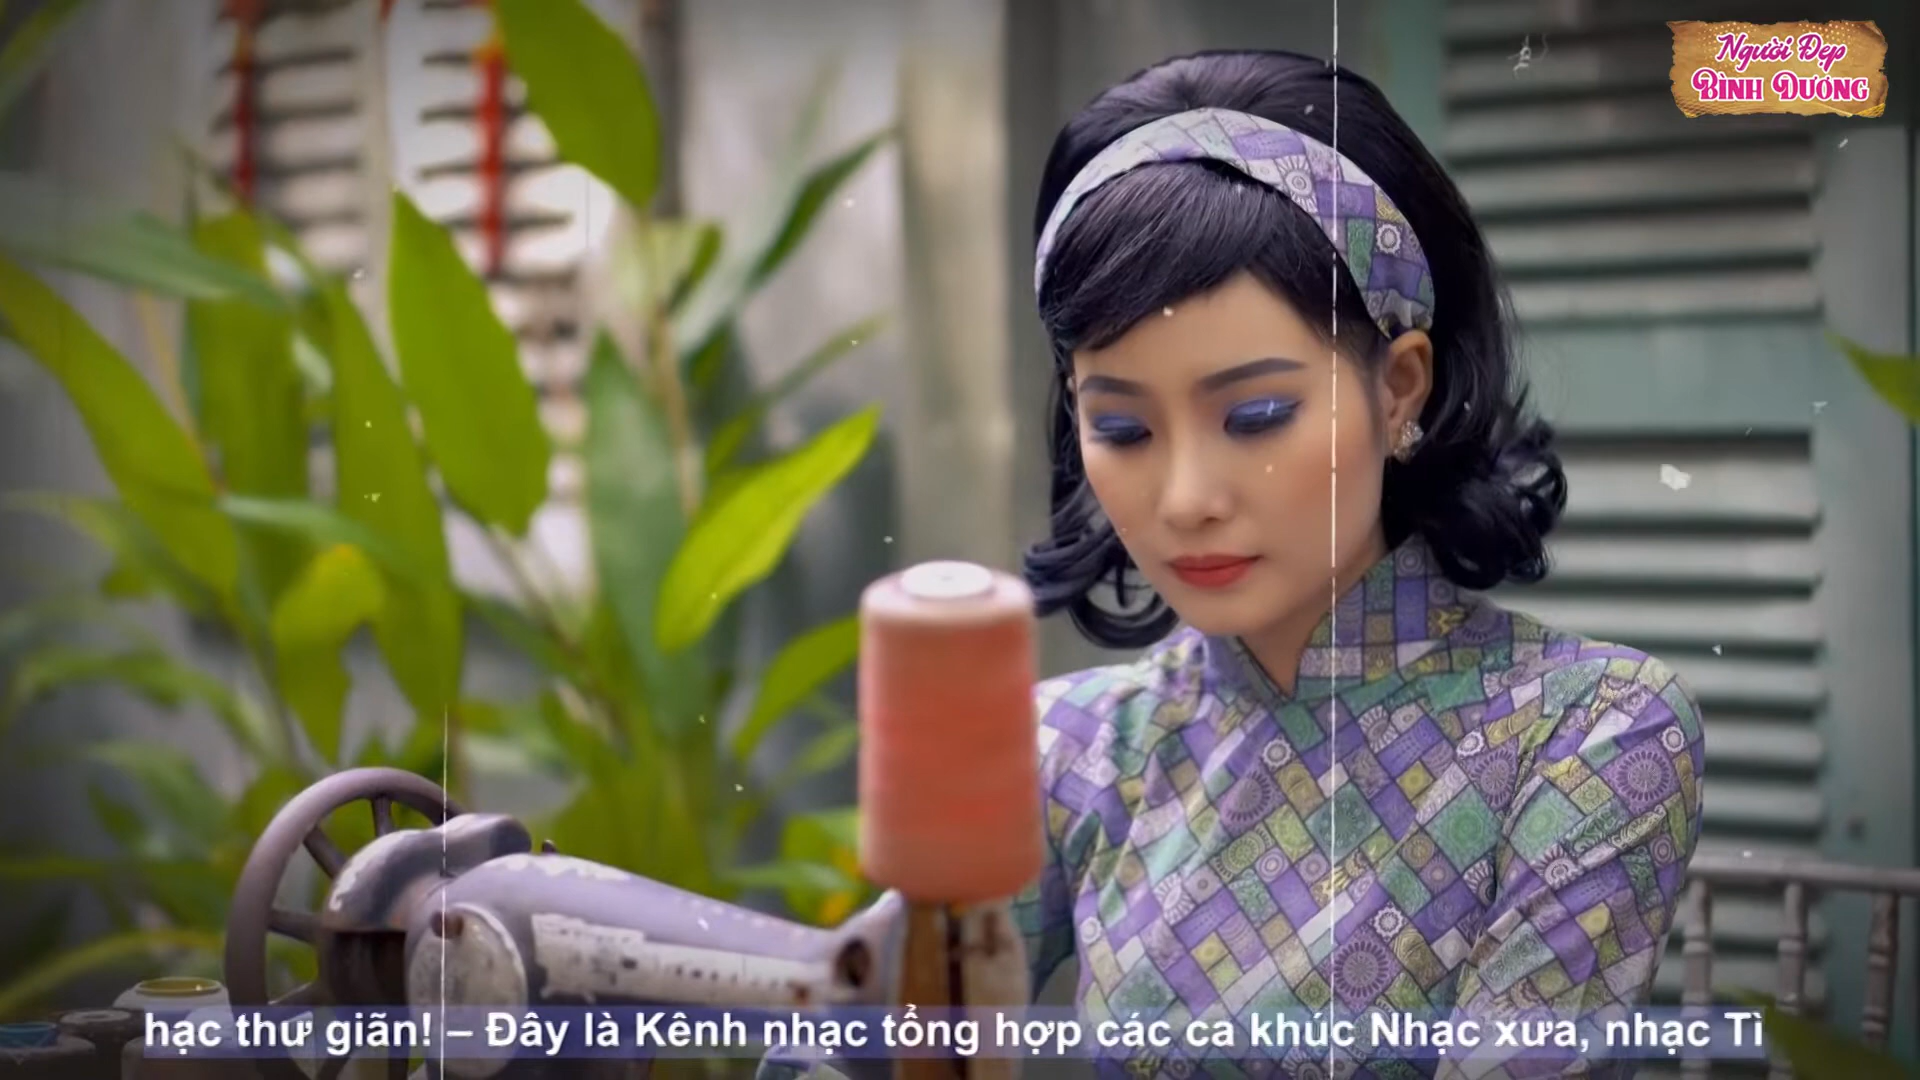 Người Đẹp
BÌNH DƯƠNG
hạc thư giãn! – Đây là Kênh nhạc tổng hợp các ca khúc Nhạc xưa, nhạc Tì